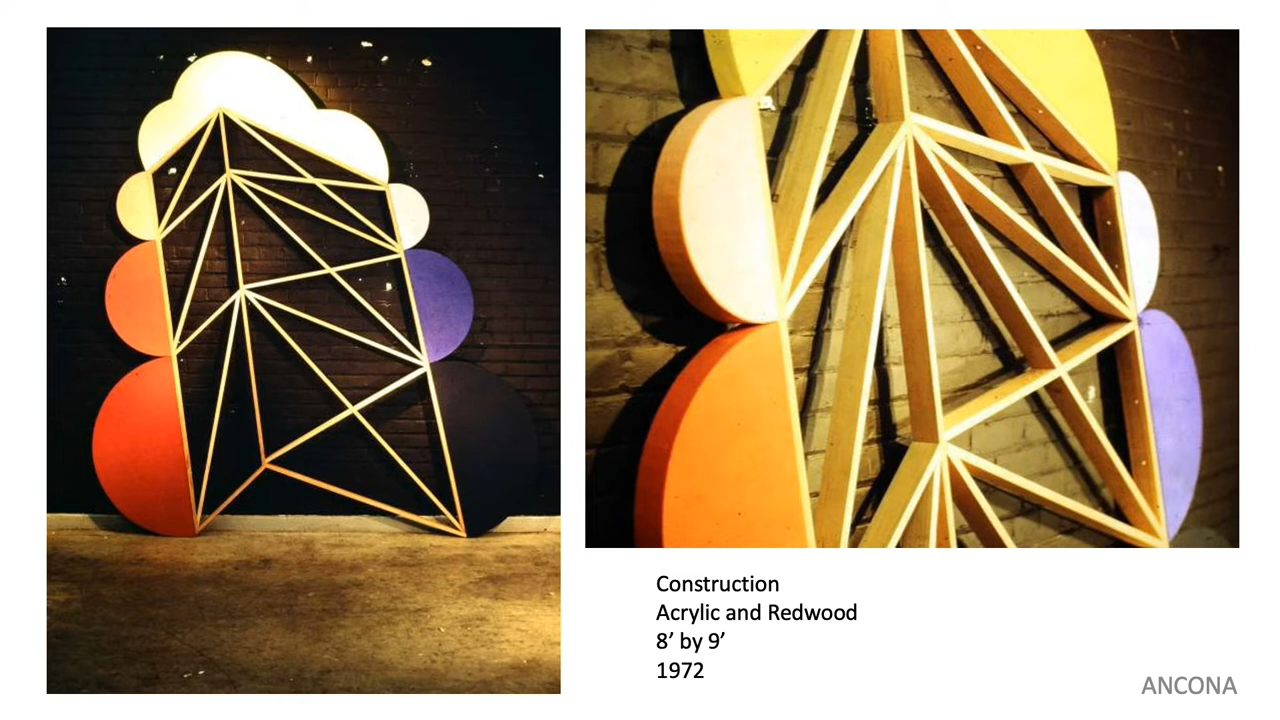 Construction
Acrylic and Redwood
8’ by 9’
1972
ANCONA